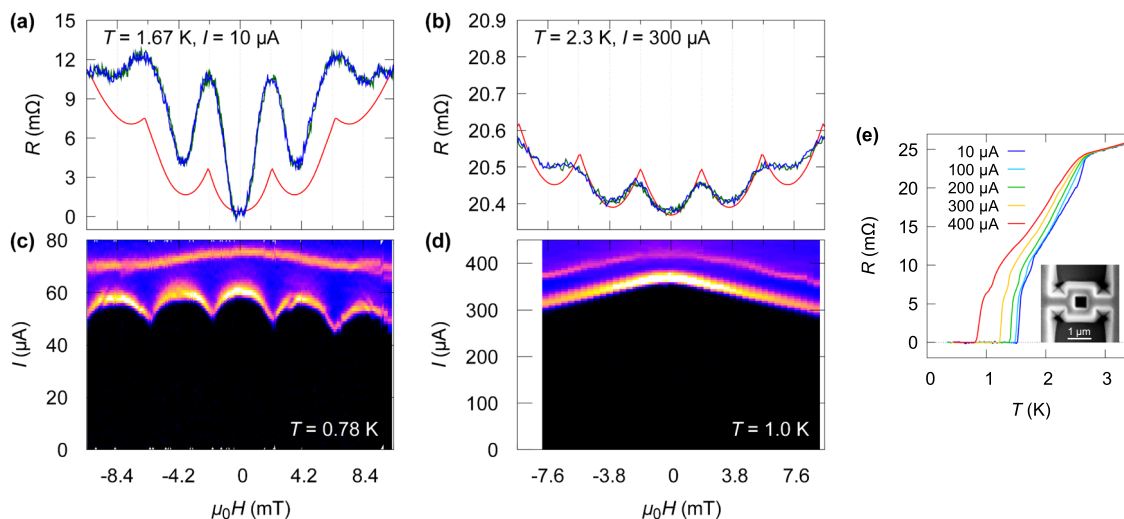 (a)
T = 1.67 K, I = 10 µA
15
12
9
6
3
0
R (mΩ)
(b)
T = 2.3 K, I = 300 µA
20.9
20.8
20.7
20.6
20.5
20.4
R (mΩ)
(c)
80
60
40
20
0
I (µA)
T = 0.78 K
-8.4 -4.2 0 4.2 8.4
µ₀H (mT)
(d)
400
300
200
100
0
I (µA)
T = 1.0 K
-7.6 -3.8 0 3.8 7.6
µ₀H (mT)
(e)
25
20
15
10
5
0
R (mΩ)
10 µA
100 µA
200 µA
300 µA
400 µA
1 µm
0 1 2 3
T (K)